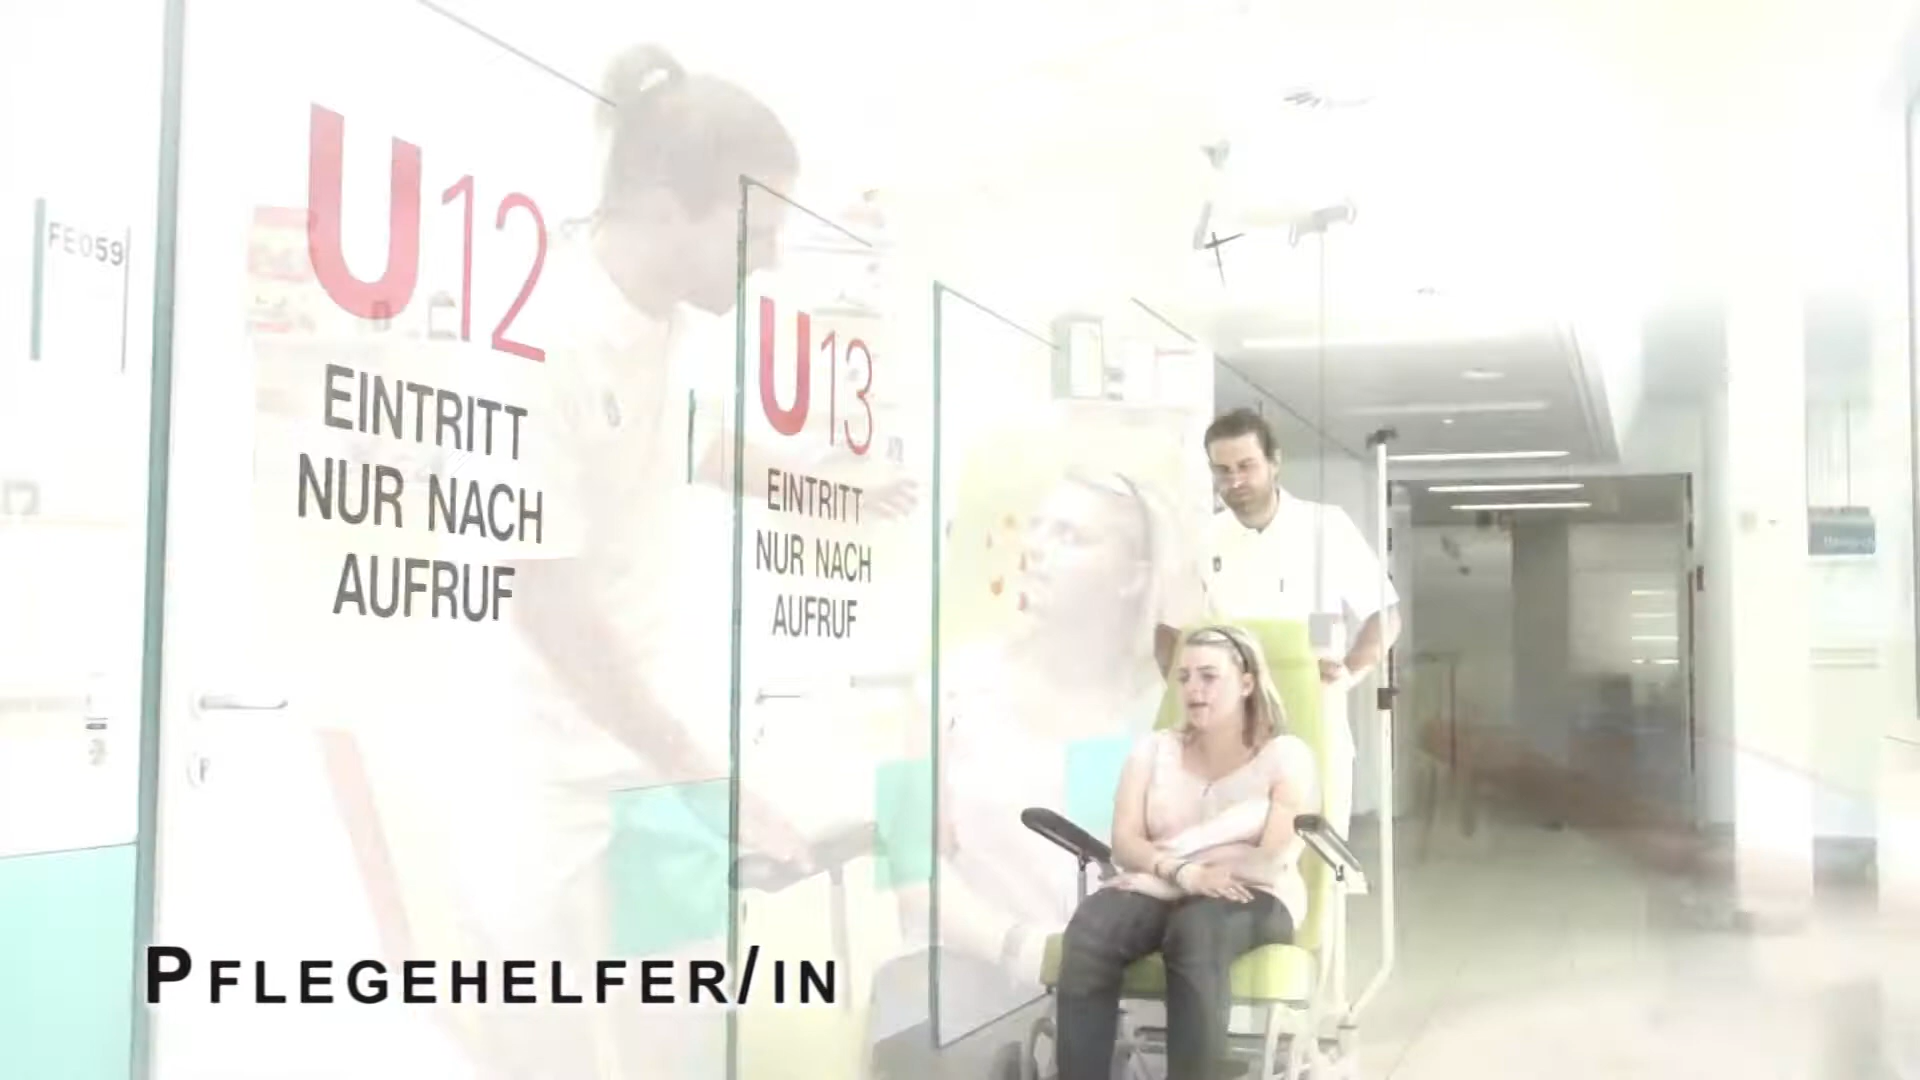 FE059
U12
EINTRITT
NUR NACH
AUFRUF
U13
EINTRITT
NUR NACH
AUFRUF
PFLEGEHELFER/IN